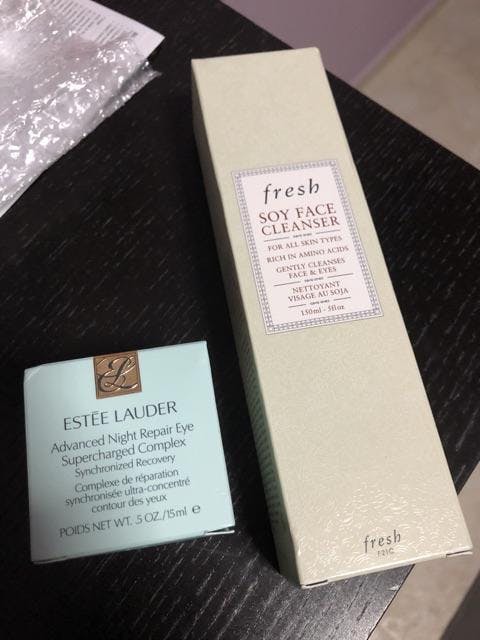 fresh
SOY FACE
CLEANSER
FOR ALL SKIN TYPES
RICH IN AMINO ACIDS
GENTLY CLEANSES
FACE & EYES
NETTOYANT
VISAGE AU SOJA
150ml · 5floz
fresh
ESTĒE LAUDER
Advanced Night Repair Eye
Supercharged Complex
Synchronized Recovery
Complexe de réparation
synchronisée ultra-concentré
contour des yeux
POIDS NET WT. .5 OZ./15ml ℮